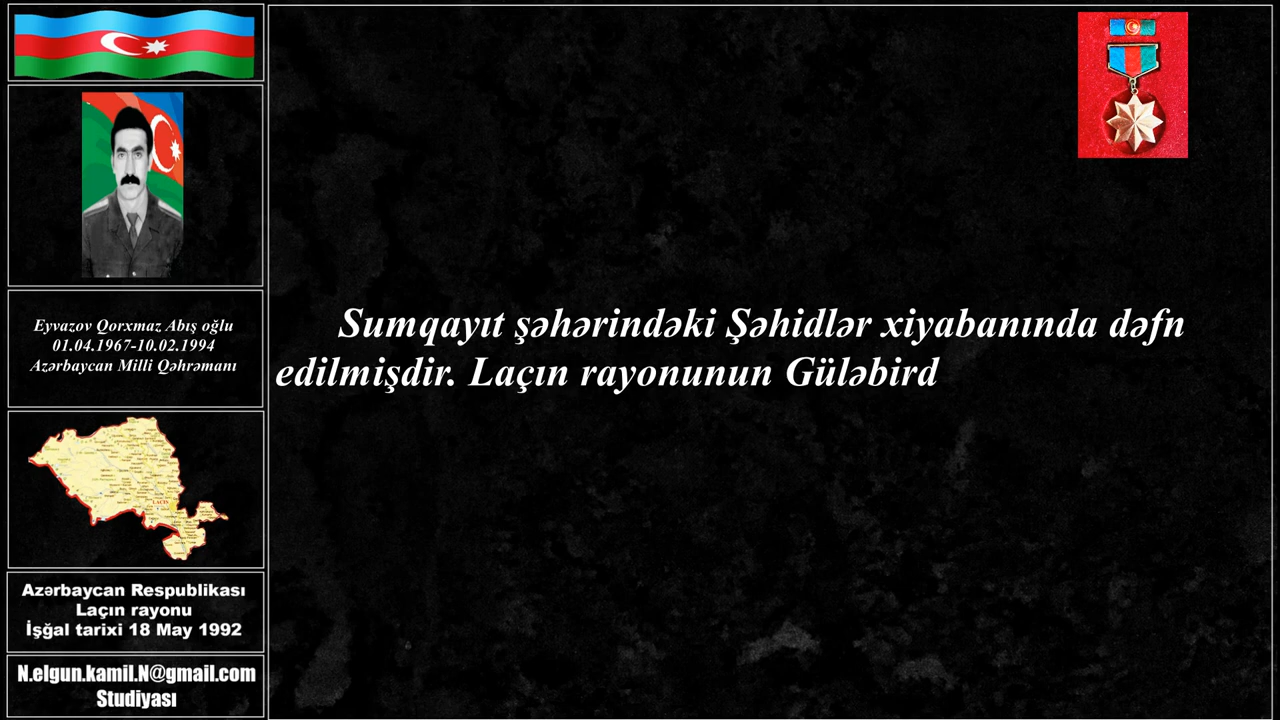 Eyvazov Qorxmaz Abış oğlu
01.04.1967-10.02.1994
Azərbaycan Milli Qəhrəmanı
LAÇIN
Azərbaycan Respublikası
Laçın rayonu
İşğal tarixi 18 May 1992
N.elgun.kamil.N@gmail.com
Studiyası
Sumqayıt şəhərindəki Şəhidlər xiyabanında dəfn
edilmişdir. Laçın rayonunun Güləbird